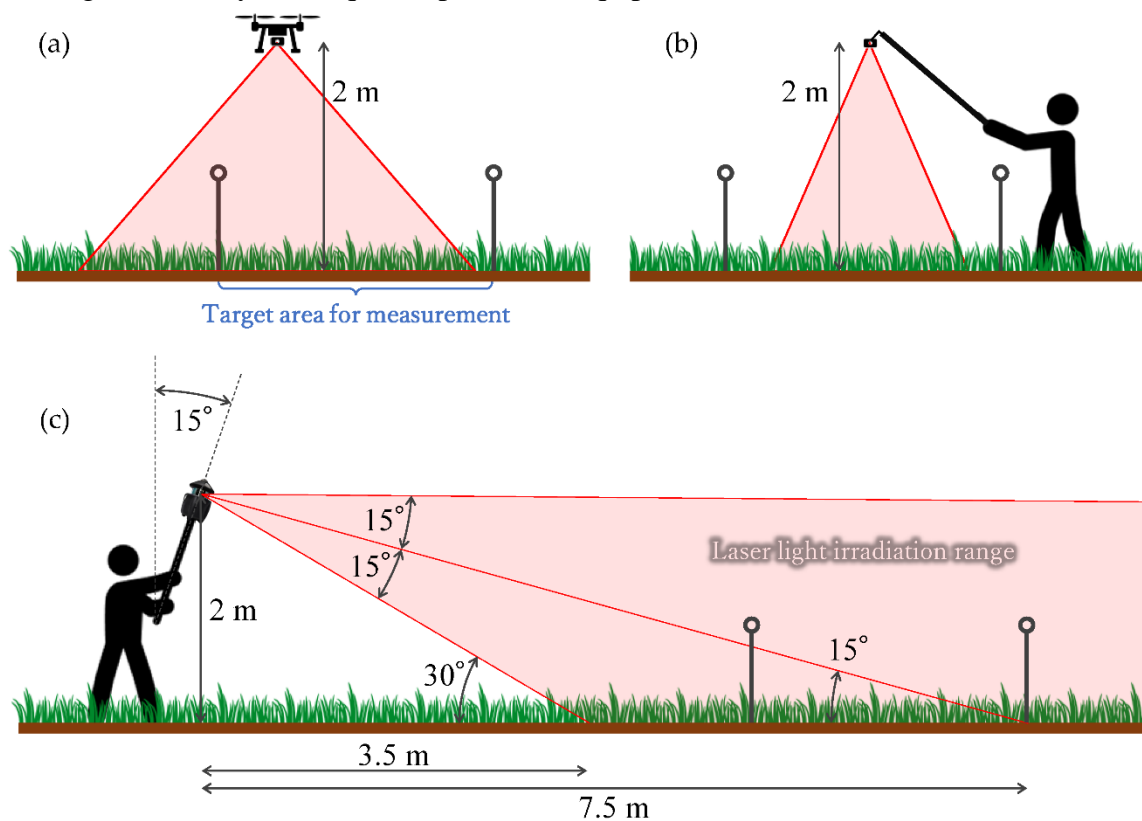 (a)
2 m
Target area for measurement
(b)
2 m
(c)
15°
15°
15°
Laser light irradiation range
2 m
30°
15°
3.5 m
7.5 m